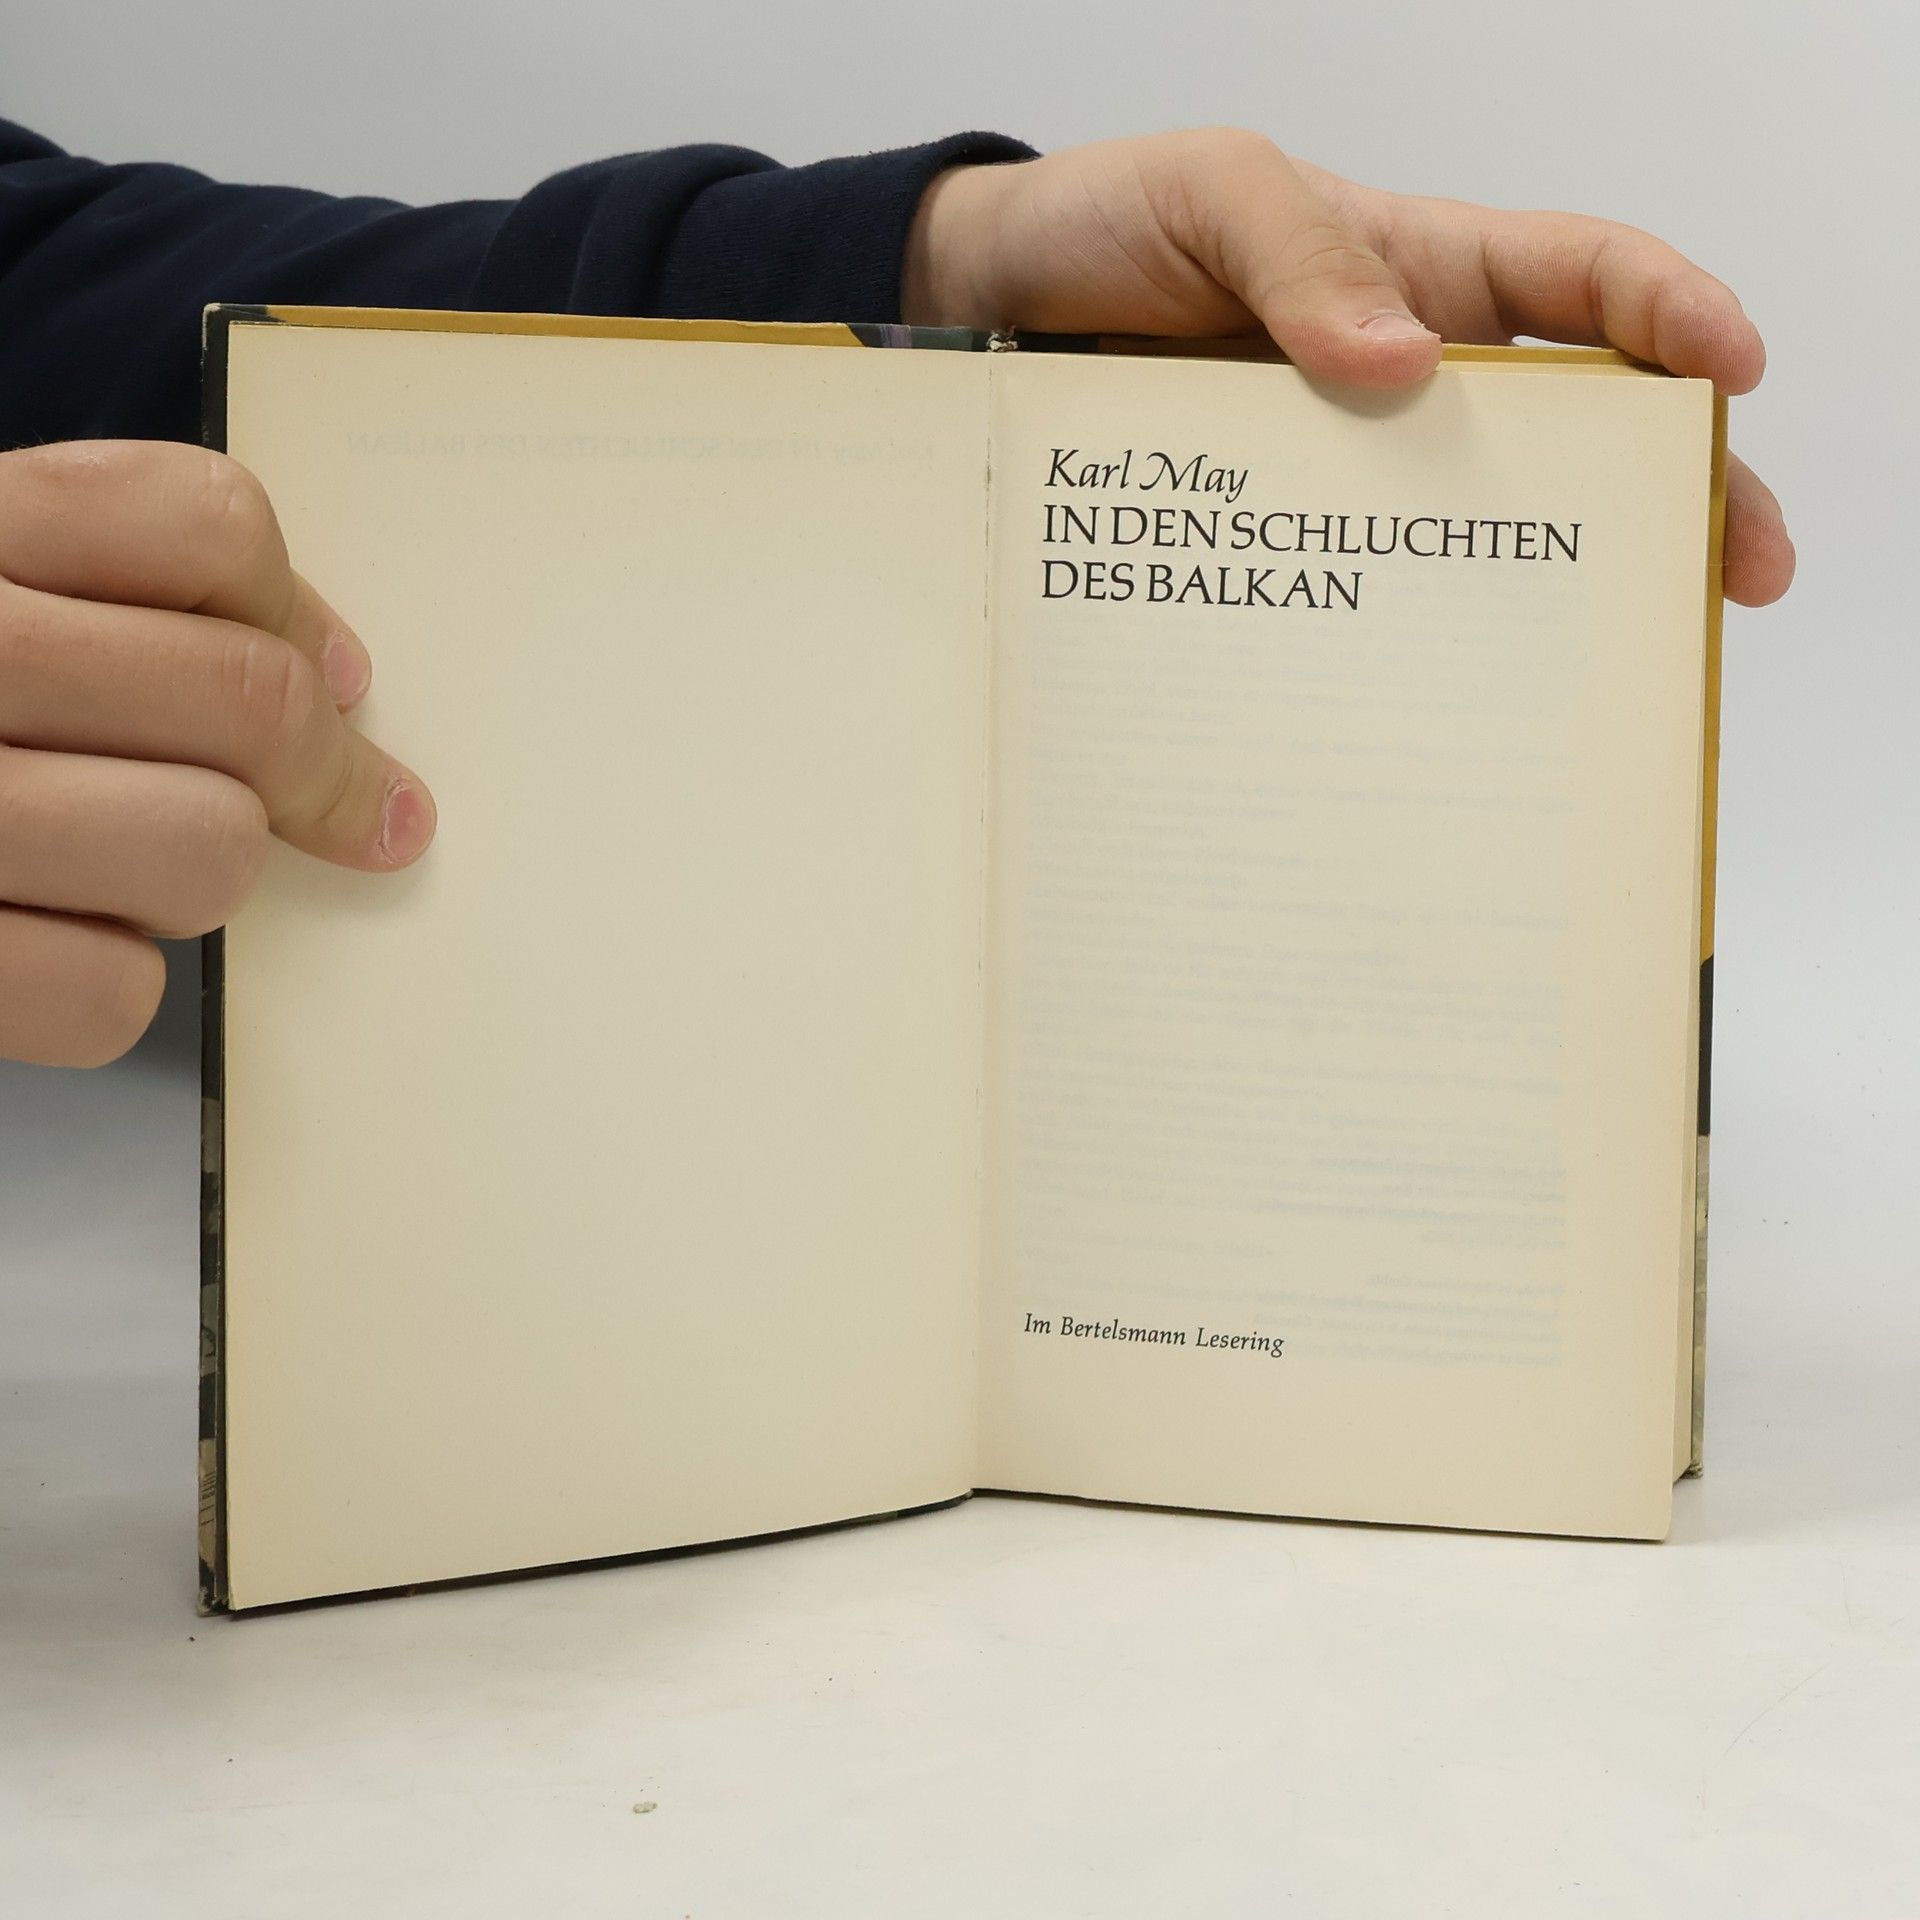 Karl May
IN DEN SCHLUCHTEN
DES BALKAN
Im Bertelsmann Lesering